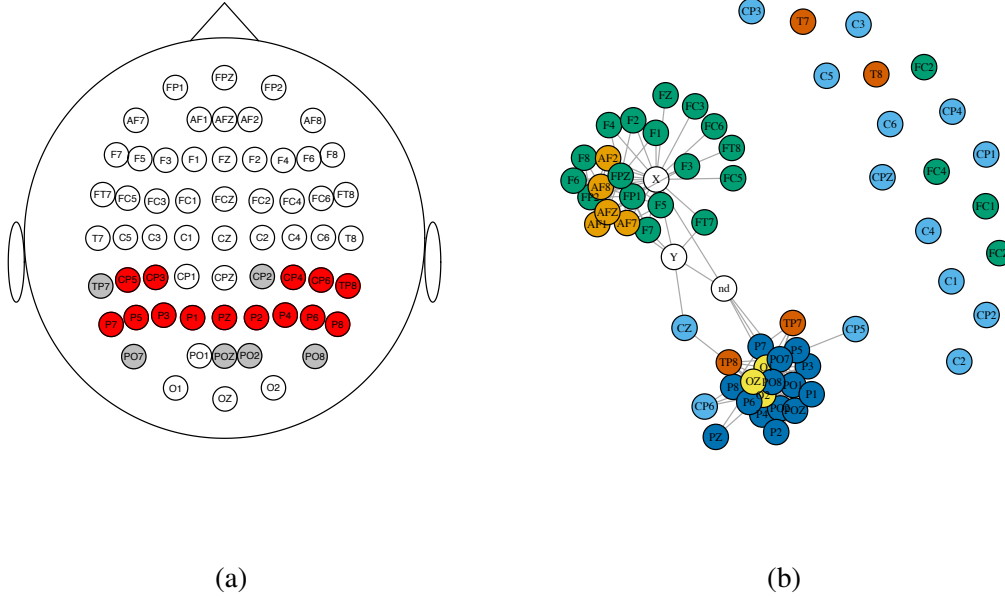 FPZ
FP1 FP2
AF7 AF1 AFZ AF2 AF8
F7 F5 F3 F1 FZ F2 F4 F6 F8
FT7 FC5 FC3 FC1 FCZ FC2 FC4 FC6 FT8
T7 C5 C3 C1 CZ C2 C4 C6 T8
TP7 CP5 CP3 CP1 CPZ CP2 CP4 CP6 TP8
P7 P5 P3 P1 PZ P2 P4 P6 P8
PO7 PO1 POZ PO2 PO8
O1 OZ O2
(a)
CP3 T7 C3
C5 T8 FC2
FZ FC3 CP4
F4 F2 F1 FC6 C6
F8 AF2 F3 FT8 CP1
F6 AF8 FPZ X FC5 CPZ FC4
FP2 FP1 F5 FC1
AF1 AFZ AF7 F7 FT7 C4
Y FCZ
nd C1
CZ TP7 CP5 CP2
P7 P5 C2
TP8 PO7 P3
P8 OZ PO8 PO1 P1
CP6 P6 O2
P4 POZ
PZ P2
(b)